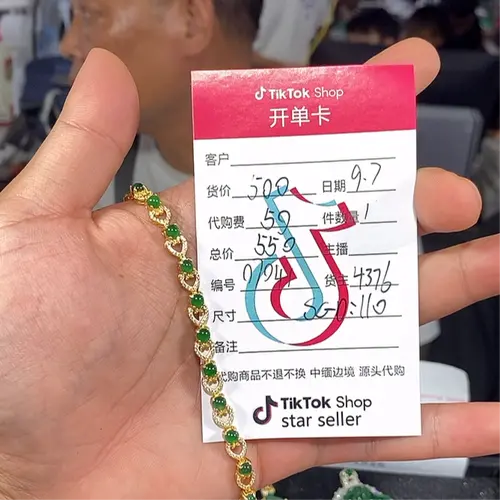 TikTok Shop
开单卡
客户
货价 500 日期 9.7
代购费 50 件数量 1
总价 550 主播
编号 货主 4376
尺寸 SGD:110
备注
代购商品不退不换 中缅边境 源头代购
TikTok Shop
star seller